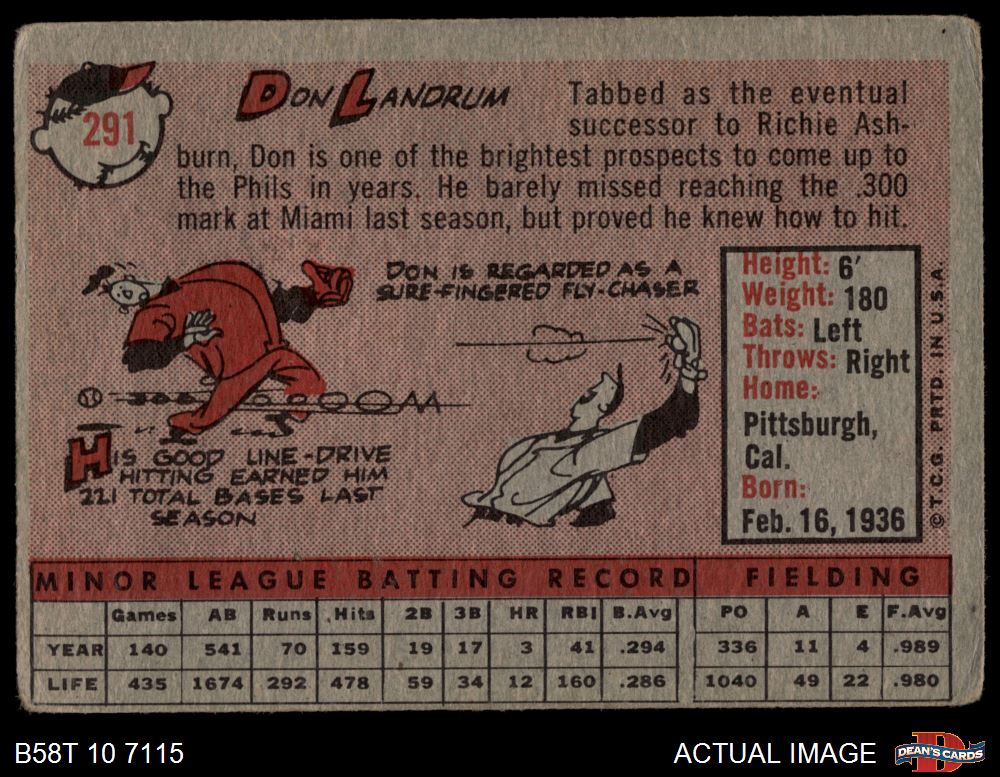 291
DON LANDRUM
Tabbed as the eventual
successor to Richie Ash-
burn, Don is one of the brightest prospects to come up to
the Phils in years. He barely missed reaching the .300
mark at Miami last season, but proved he knew how to hit.
DON IS REGARDED AS A
SURE-FINGERED FLY-CHASER
HIS GOOD LINE-DRIVE
HITTING EARNED HIM
221 TOTAL BASES LAST
SEASON
Height: 6'
Weight: 180
Bats: Left
Throws: Right
Home:
Pittsburgh,
Cal.
Born:
Feb. 16, 1936
© T.C.G. PRTD. IN U.S.A.
MINOR LEAGUE BATTING RECORD FIELDING
Games AB Runs Hits 2B 3B HR RBI B.Avg PO A E F.Avg
YEAR 140 541 70 159 19 17 3 41 .294 336 11 4 .989
LIFE 435 1674 292 478 59 34 12 160 .286 1040 49 22 .980
B58T 10 7115
ACTUAL IMAGE
D
DEAN'S CARDS